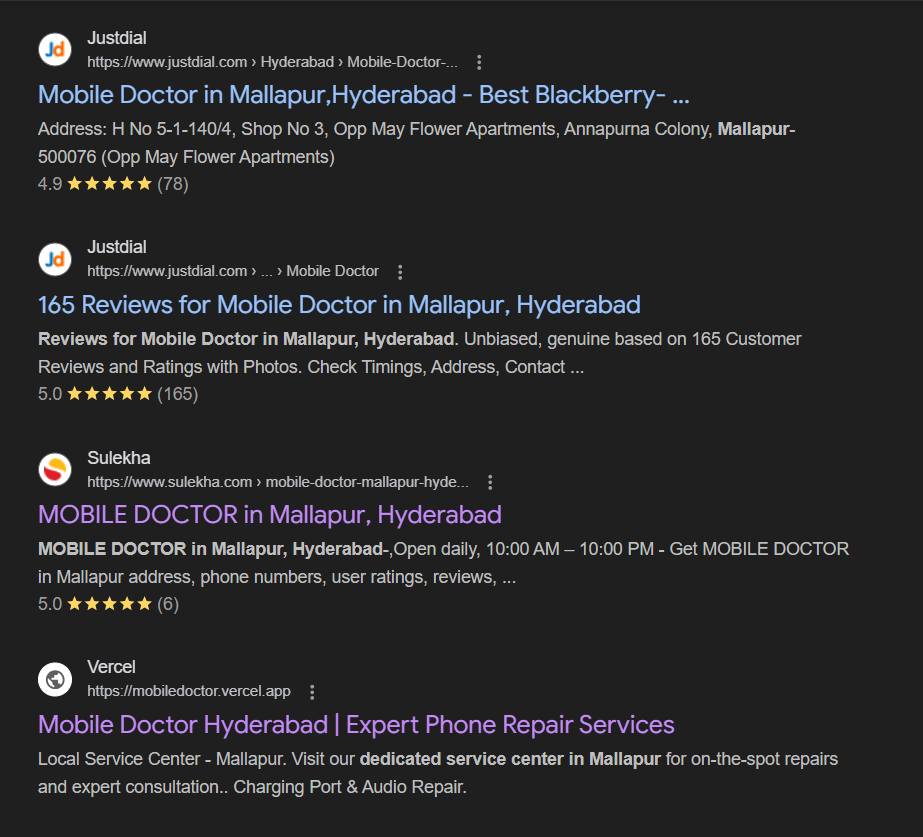 Justdial
https://www.justdial.com › Hyderabad › Mobile-Doctor-...
Mobile Doctor in Mallapur,Hyderabad - Best Blackberry- ...
Address: H No 5-1-140/4, Shop No 3, Opp May Flower Apartments, Annapurna Colony, Mallapur-
500076 (Opp May Flower Apartments)
4.9 ★★★★★ (78)
Justdial
https://www.justdial.com › ... › Mobile Doctor
165 Reviews for Mobile Doctor in Mallapur, Hyderabad
Reviews for Mobile Doctor in Mallapur, Hyderabad. Unbiased, genuine based on 165 Customer
Reviews and Ratings with Photos. Check Timings, Address, Contact ...
5.0 ★★★★★ (165)
Sulekha
https://www.sulekha.com › mobile-doctor-mallapur-hyde...
MOBILE DOCTOR in Mallapur, Hyderabad
MOBILE DOCTOR in Mallapur, Hyderabad-,Open daily, 10:00 AM – 10:00 PM - Get MOBILE DOCTOR
in Mallapur address, phone numbers, user ratings, reviews, ...
5.0 ★★★★★ (6)
Vercel
https://mobiledoctor.vercel.app
Mobile Doctor Hyderabad | Expert Phone Repair Services
Local Service Center - Mallapur. Visit our dedicated service center in Mallapur for on-the-spot repairs
and expert consultation.. Charging Port & Audio Repair.